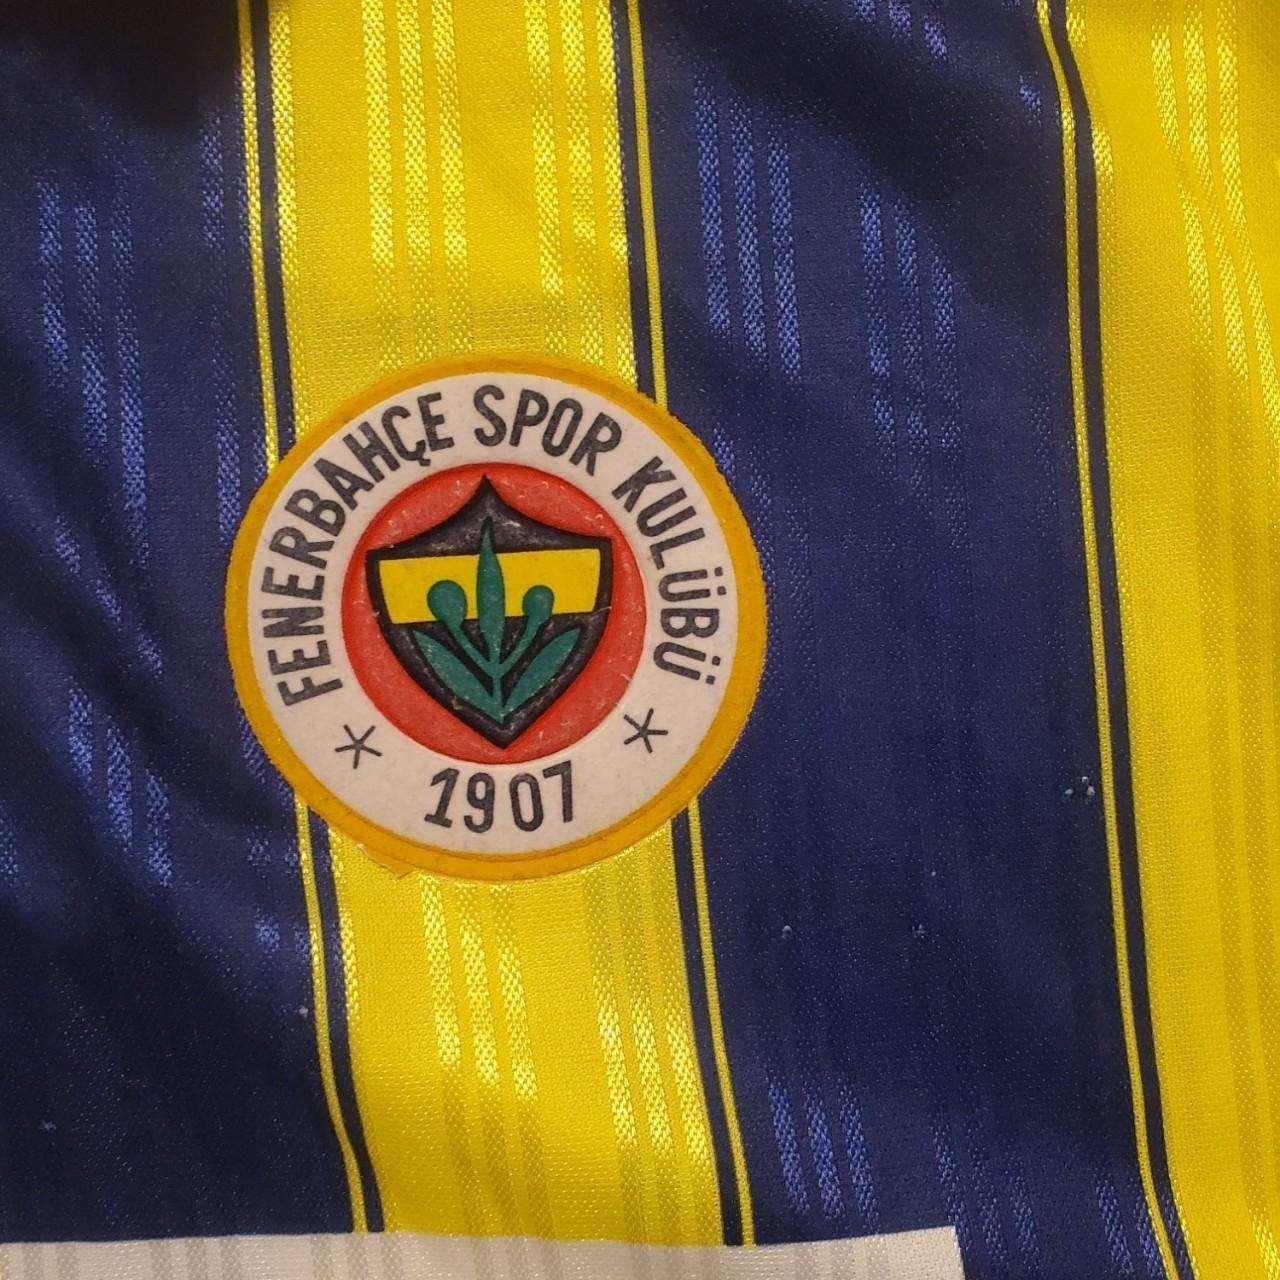 FENERBAHÇE SPOR KULÜBÜ
1907